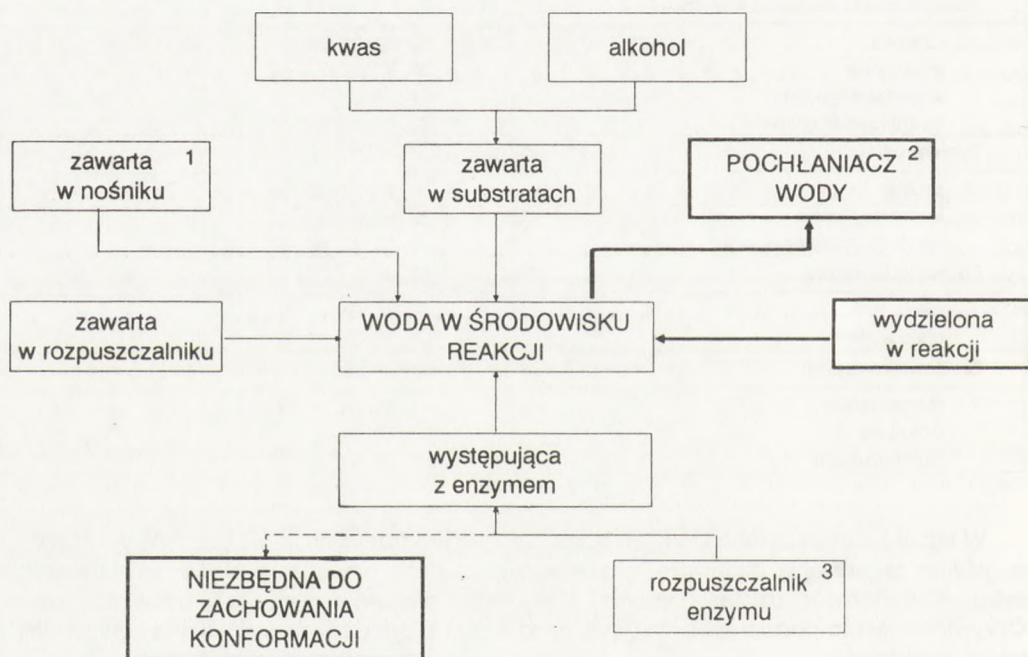 kwas
alkohol
zawarta 1
w nośniku
zawarta
w substratach
POCHŁANIACZ 2
WODY
zawarta
w rozpuszczalniku
WODA W ŚRODOWISKU
REAKCJI
wydzielona
w reakcji
występująca
z enzymem
NIEZBĘDNA DO
ZACHOWANIA
KONFORMACJI
rozpuszczalnik 3
enzymu